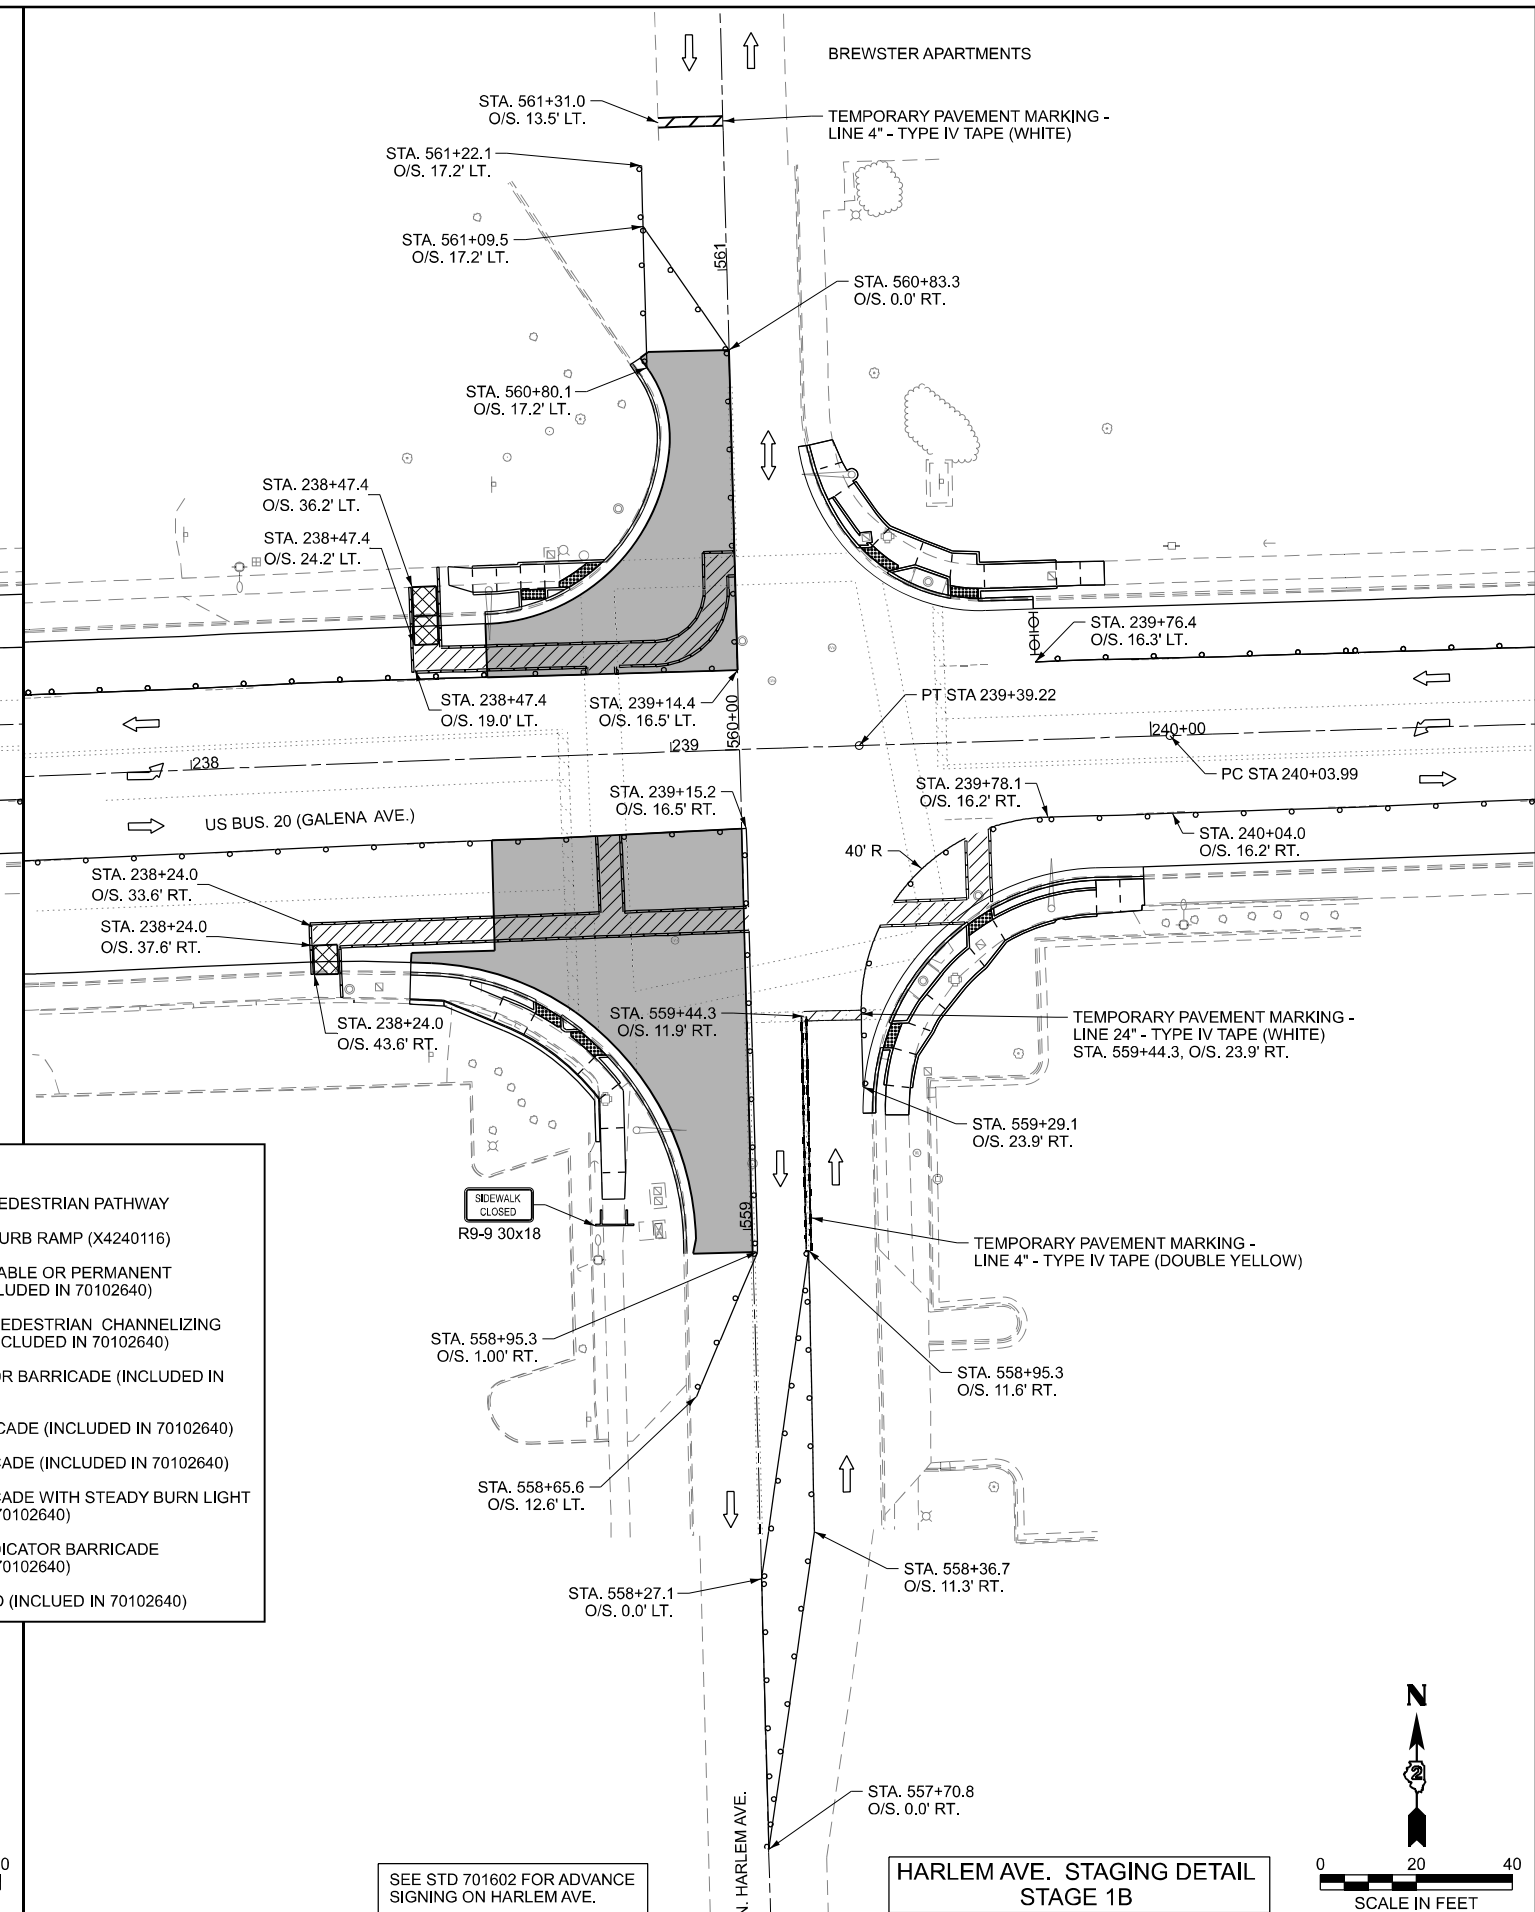 BREWSTER APARTMENTS
STA. 561+31.0
O/S. 13.5' LT.
TEMPORARY PAVEMENT MARKING -
LINE 4" - TYPE IV TAPE (WHITE)
STA. 561+22.1
O/S. 17.2' LT.
STA. 561+09.5
O/S. 17.2' LT.
561
STA. 560+83.3
O/S. 0.0' RT.
STA. 560+80.1
O/S. 17.2' LT.
STA. 238+47.4
O/S. 36.2' LT.
STA. 238+47.4
O/S. 24.2' LT.
STA. 239+76.4
O/S. 16.3' LT.
STA. 238+47.4
O/S. 19.0' LT.
STA. 239+14.4
O/S. 16.5' LT.
560+00
PT STA 239+39.22
239
240+00
238
PC STA 240+03.99
STA. 239+15.2
O/S. 16.5' RT.
STA. 239+78.1
O/S. 16.2' RT.
US BUS. 20 (GALENA AVE.)
STA. 240+04.0
O/S. 16.2' RT.
40' R
STA. 238+24.0
O/S. 33.6' RT.
STA. 238+24.0
O/S. 37.6' RT.
STA. 238+24.0
O/S. 43.6' RT.
STA. 559+44.3
O/S. 11.9' RT.
TEMPORARY PAVEMENT MARKING -
LINE 24" - TYPE IV TAPE (WHITE)
STA. 559+44.3, O/S. 23.9' RT.
STA. 559+29.1
O/S. 23.9' RT.
SIDEWALK
CLOSED
R9-9 30x18
559
TEMPORARY PAVEMENT MARKING -
LINE 4" - TYPE IV TAPE (DOUBLE YELLOW)
EDESTRIAN PATHWAY
URB RAMP (X4240116)
ABLE OR PERMANENT
LUDED IN 70102640)
EDESTRIAN CHANNELIZING
CLUDED IN 70102640)
OR BARRICADE (INCLUDED IN
CADE (INCLUDED IN 70102640)
CADE (INCLUDED IN 70102640)
CADE WITH STEADY BURN LIGHT
70102640)
DICATOR BARRICADE
70102640)
D (INCLUED IN 70102640)
STA. 558+95.3
O/S. 1.00' RT.
STA. 558+95.3
O/S. 11.6' RT.
STA. 558+65.6
O/S. 12.6' LT.
STA. 558+36.7
O/S. 11.3' RT.
STA. 558+27.1
O/S. 0.0' LT.
STA. 557+70.8
O/S. 0.0' RT.
N. HARLEM AVE.
N
2
SEE STD 701602 FOR ADVANCE
SIGNING ON HARLEM AVE.
HARLEM AVE. STAGING DETAIL
STAGE 1B
0 20 40
SCALE IN FEET
0